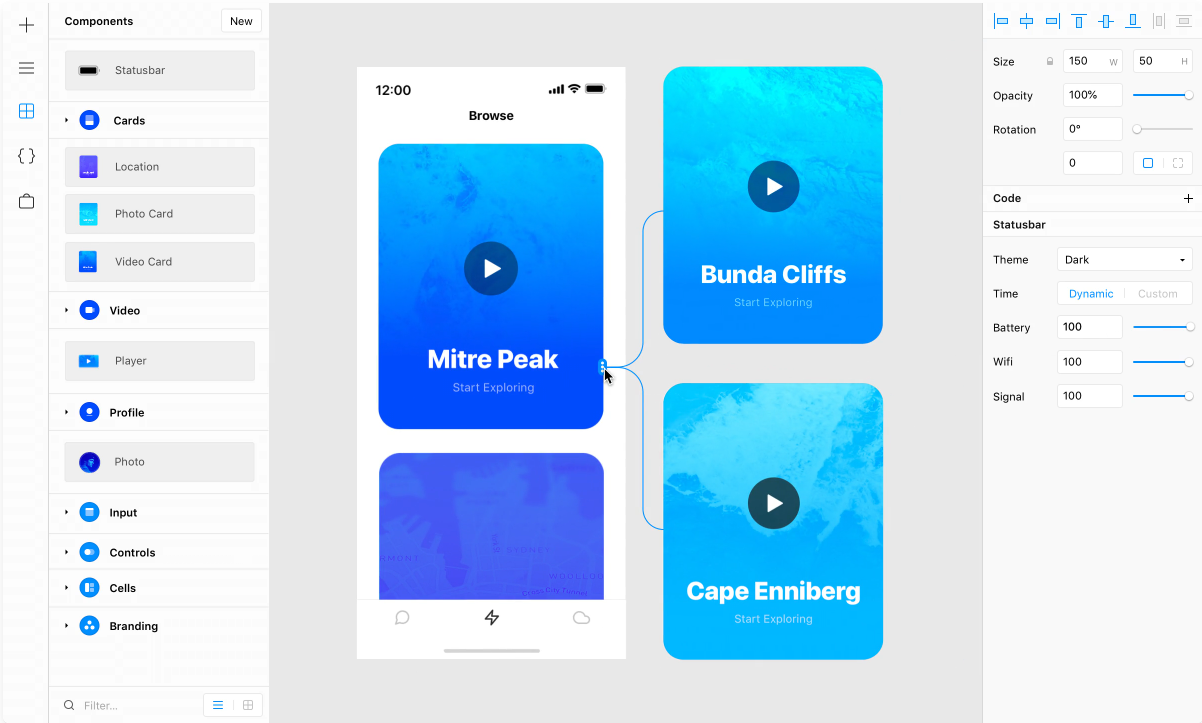 Components
New
Statusbar
Cards
Location
Photo Card
Video Card
Video
Player
Profile
Photo
Input
Controls
Cells
Branding
Filter...
12:00
Browse
Mitre Peak
Start Exploring
SYDNEY
Bunda Cliffs
Start Exploring
Cape Enniberg
Start Exploring
Size 150 W 50 H
Opacity 100%
Rotation 0°
0
Code
Statusbar
Theme Dark
Time Dynamic Custom
Battery 100
Wifi 100
Signal 100